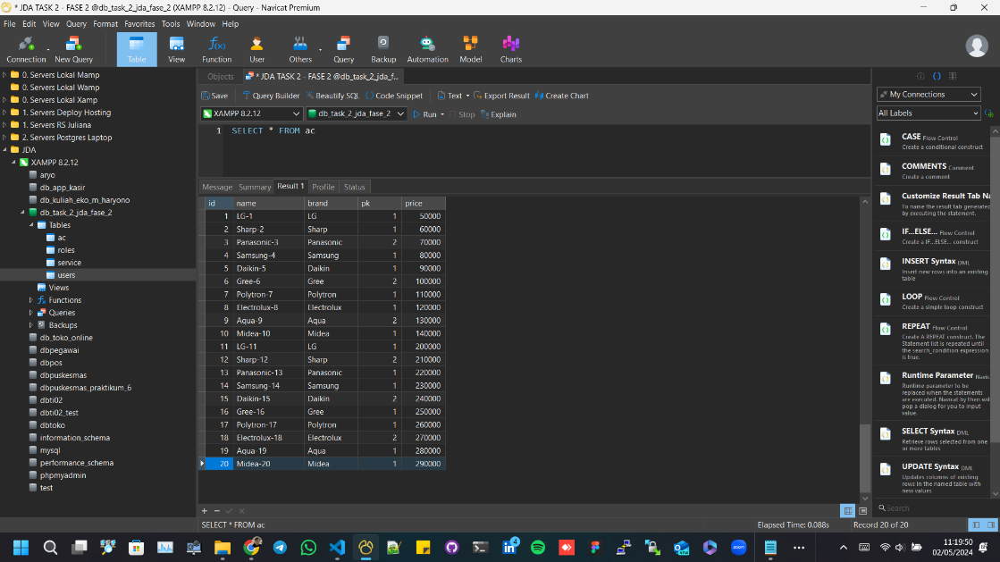 * JDA TASK 2 - FASE 2 @db_task_2_jda_fase_2 (XAMPP 8.2.12) - Query - Navicat Premium
File Edit View Query Format Favorites Tools Window Help
Connection New Query Table View Function User Others Query Backup Automation Model Charts
Objects * JDA TASK 2 - FASE 2 @db_task_2_jda_f...
Save Query Builder Beautify SQL Code Snippet Text Export Result Create Chart
XAMPP 8.2.12 db_task_2_jda_fase_2 Run Stop Explain
1 SELECT * FROM ac
0. Servers Lokal Mamp
0. Servers Lokal Wamp
0. Servers Lokal Xamp
1. Servers Deploy Hosting
1. Servers RS Juliana
2. Servers Postgres Laptop
JDA
XAMPP 8.2.12
aryo
db_app_kasir
db_kuliah_eko_m_haryono
db_task_2_jda_fase_2
Tables
ac
roles
service
users
Views
Functions
Queries
Backups
db_toko_online
dbpegawai
dbpos
dbpuskesmas
dbpuskesmas_praktikum_6
dbti02
dbti02_test
dbtoko
information_schema
mysql
performance_schema
phpmyadmin
test
Message Summary Result 1 Profile Status
id name brand pk price
1 LG-1 LG 1 50000
2 Sharp-2 Sharp 1 60000
3 Panasonic-3 Panasonic 2 70000
4 Samsung-4 Samsung 1 80000
5 Daikin-5 Daikin 1 90000
6 Gree-6 Gree 2 100000
7 Polytron-7 Polytron 1 110000
8 Electrolux-8 Electrolux 1 120000
9 Aqua-9 Aqua 2 130000
10 Midea-10 Midea 1 140000
11 LG-11 LG 1 200000
12 Sharp-12 Sharp 2 210000
13 Panasonic-13 Panasonic 1 220000
14 Samsung-14 Samsung 1 230000
15 Daikin-15 Daikin 2 240000
16 Gree-16 Gree 1 250000
17 Polytron-17 Polytron 1 260000
18 Electrolux-18 Electrolux 2 270000
19 Aqua-19 Aqua 1 280000
20 Midea-20 Midea 1 290000
SELECT * FROM ac Elapsed Time: 0.088s Record 20 of 20
My Connections
All Labels
CASE Flow Control
Create a conditional construct
COMMENTS Comment
Create a comment
Customize Result Tab Na
To name the result tab generated
by executing the statement.
IF...ELSE... Flow Control
Create a IF...ELSE... construct
INSERT Syntax DML
Insert new rows into an existing
table
LOOP Flow Control
Create a simple loop construct
REPEAT Flow Control
Create A REPEAT construct. The
Statement list is repeated until
the search_condition expression
is true.
Runtime Parameter Navic
Runtime parameter to be
replaced when the statements
are executed. Navicat by then will
pop a dialog for you to input
value.
SELECT Syntax DML
Retrieve rows selected from one
or more tables
UPDATE Syntax DML
Updates columns of existing
rows in the named table with
new values
Search
4
zoom
11:19:50
02/05/2024